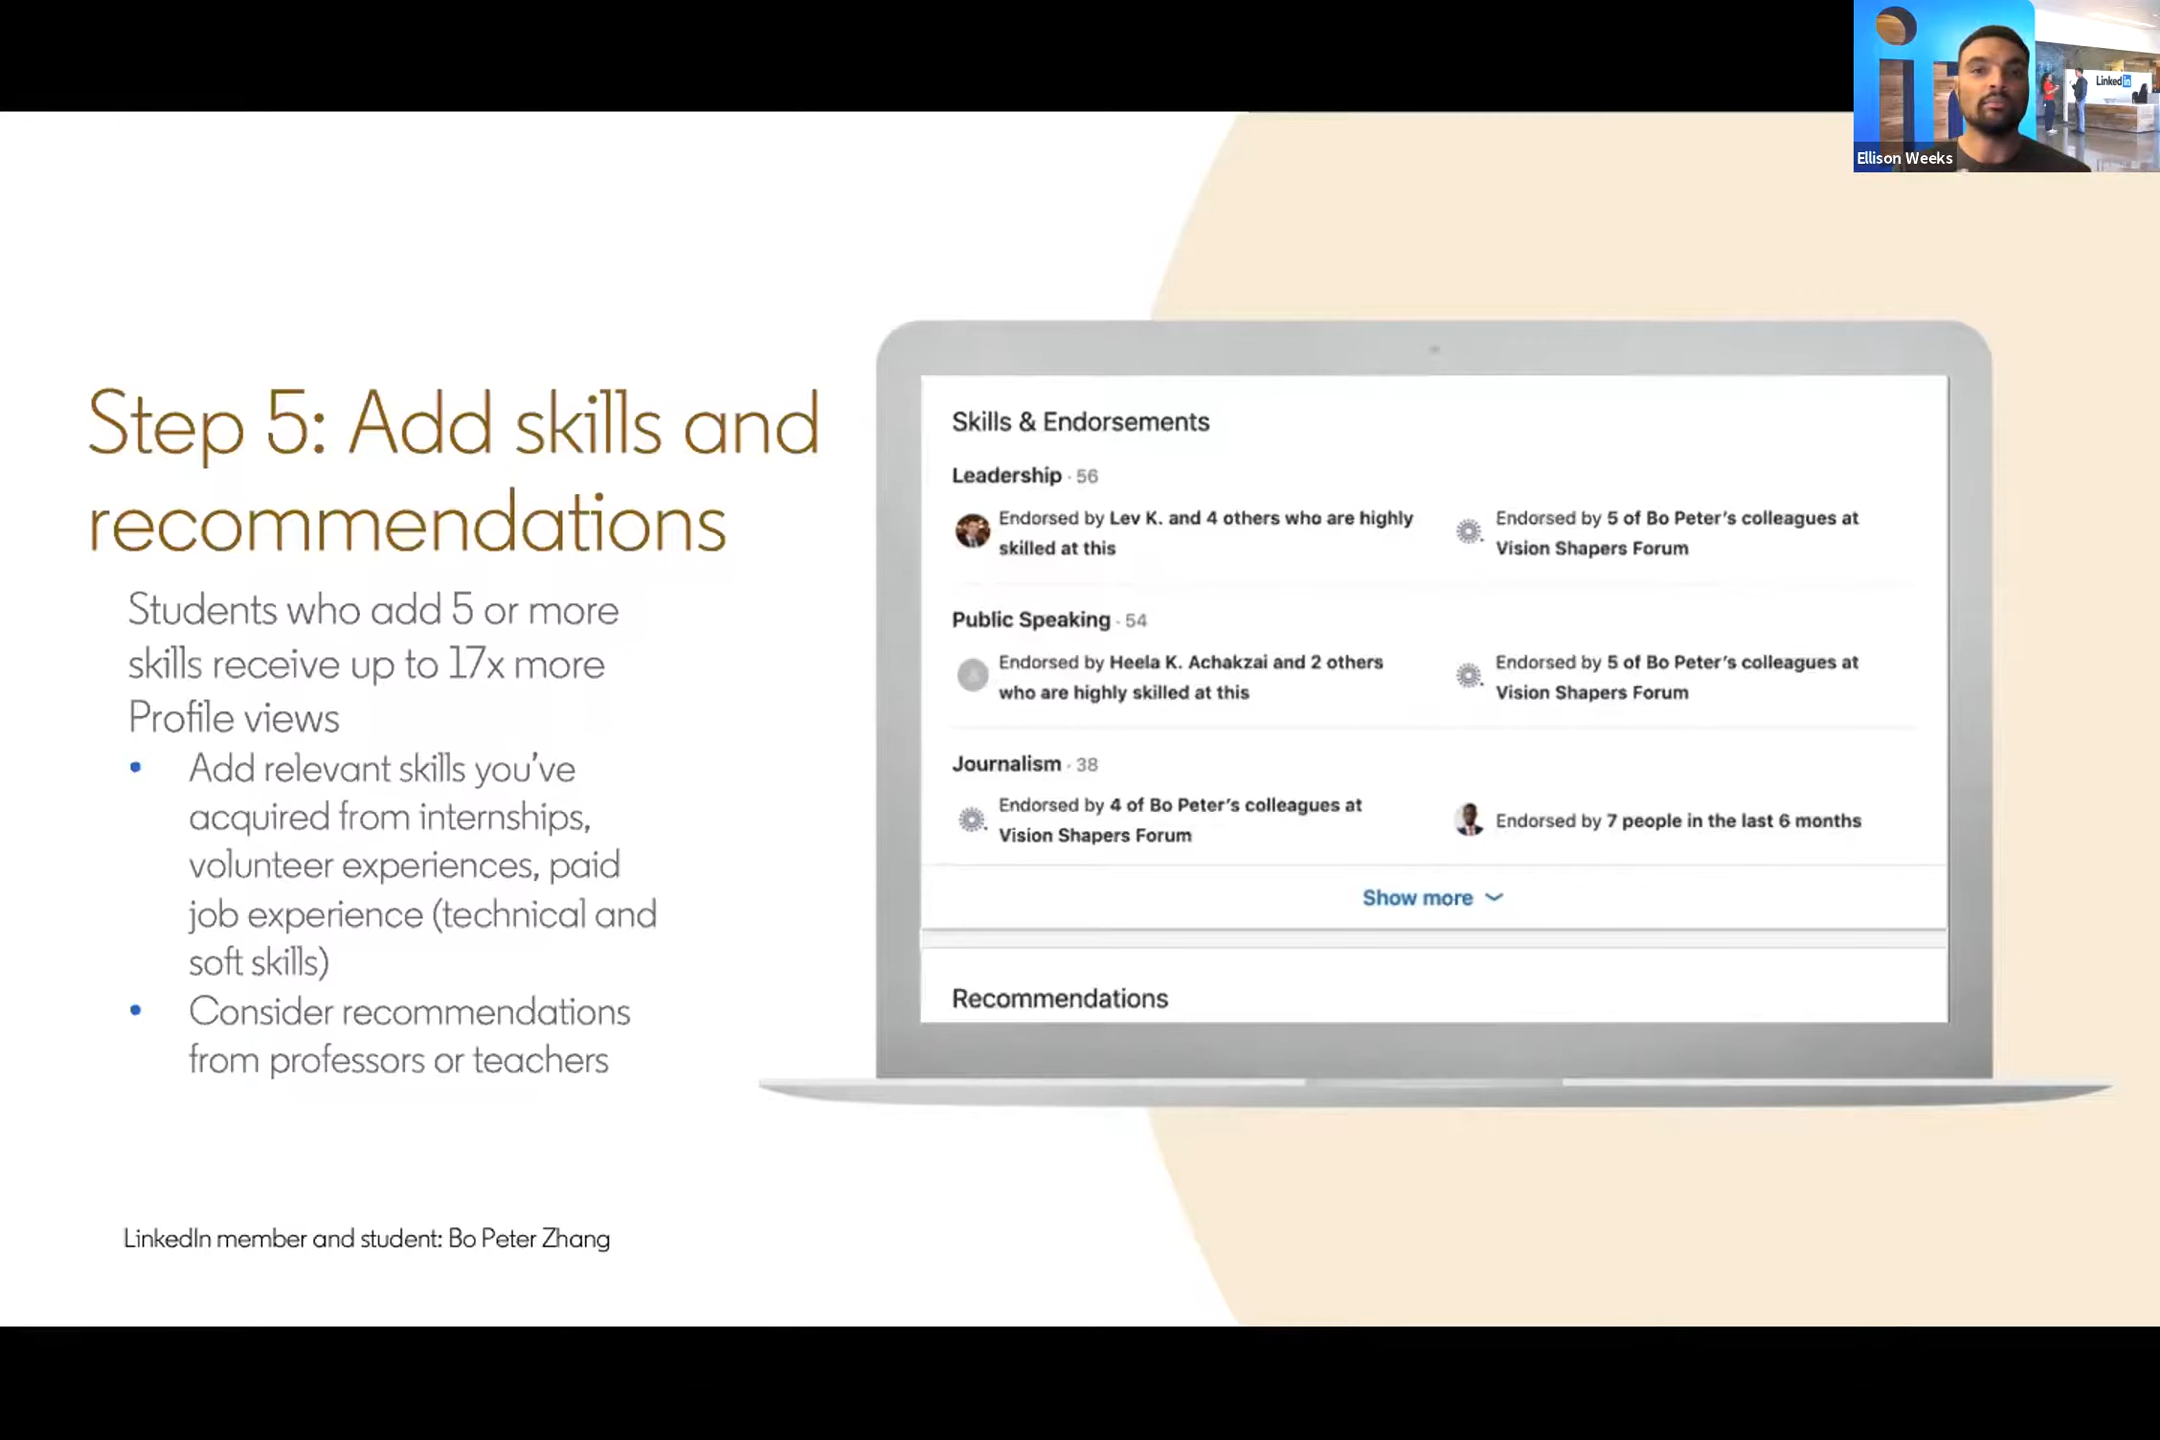 Linked in
Ellison Weeks
Step 5: Add skills and
recommendations
Students who add 5 or more
skills receive up to 17x more
Profile views
• Add relevant skills you've
acquired from internships,
volunteer experiences, paid
job experience (technical and
soft skills)
• Consider recommendations
from professors or teachers
LinkedIn member and student: Bo Peter Zhang
Skills & Endorsements
Leadership · 56
Endorsed by Lev K. and 4 others who are highly
skilled at this
Endorsed by 5 of Bo Peter's colleagues at
Vision Shapers Forum
Public Speaking · 54
Endorsed by Heela K. Achakzai and 2 others
who are highly skilled at this
Endorsed by 5 of Bo Peter's colleagues at
Vision Shapers Forum
Journalism · 38
Endorsed by 4 of Bo Peter's colleagues at
Vision Shapers Forum
Endorsed by 7 people in the last 6 months
Show more
Recommendations